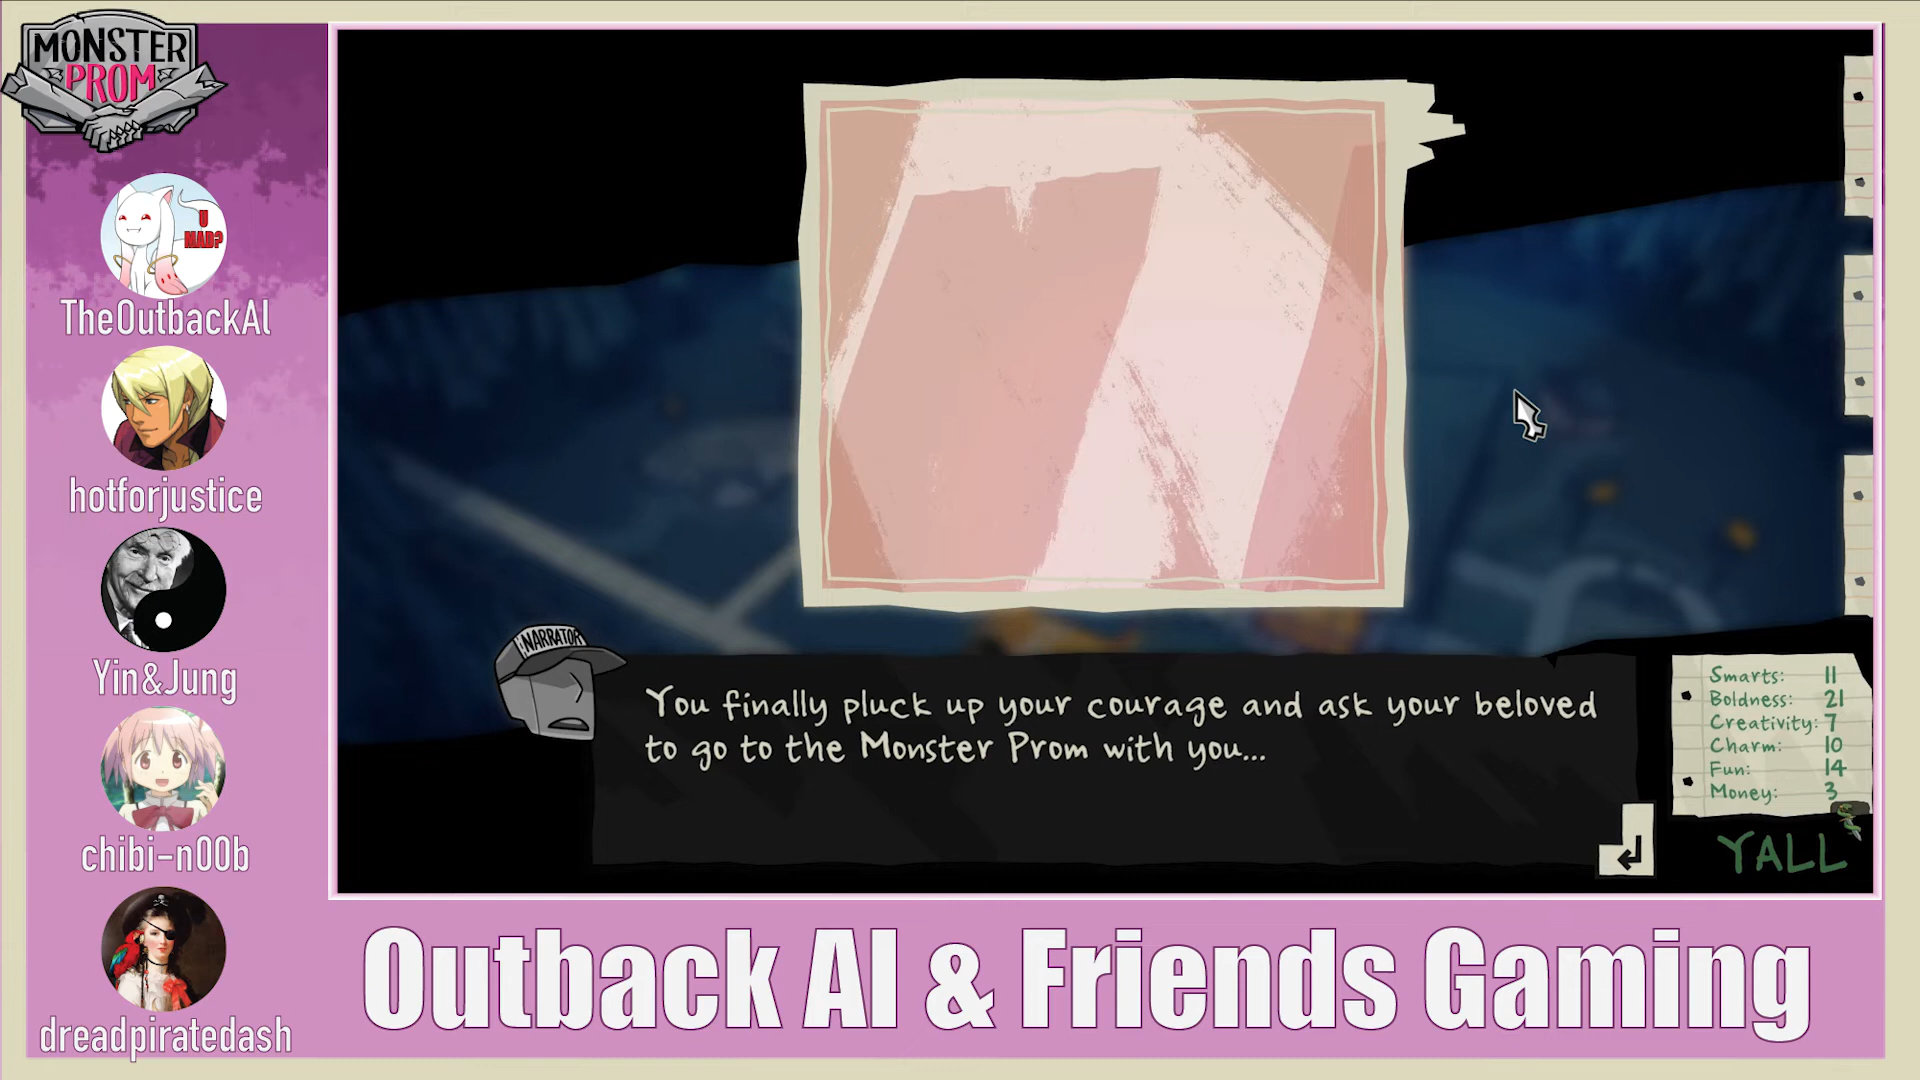 MONSTER
PROM
U
MAD?
TheOutbackAl
hotforjustice
Yin&Jung
chibi-n00b
dreadpiratedash
NARRATOR
You finally pluck up your courage and ask your beloved
to go to the Monster Prom with you...
Smarts: 11
Boldness: 21
Creativity: 7
Charm: 10
Fun: 14
Money: 3
YALL
Outback Al & Friends Gaming